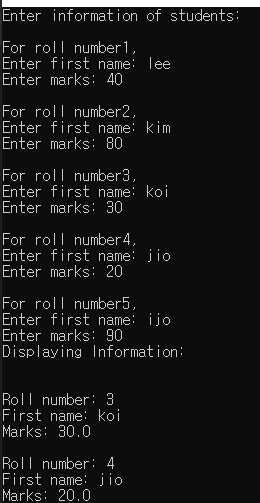 Enter information of students:
For roll number1,
Enter first name: lee
Enter marks: 40
For roll number2,
Enter first name: kim
Enter marks: 80
For roll number3,
Enter first name: koi
Enter marks: 30
For roll number4,
Enter first name: jio
Enter marks: 20
For roll number5,
Enter first name: ijo
Enter marks: 90
Displaying Information:
Roll number: 3
First name: koi
Marks: 30.0
Roll number: 4
First name: jio
Marks: 20.0